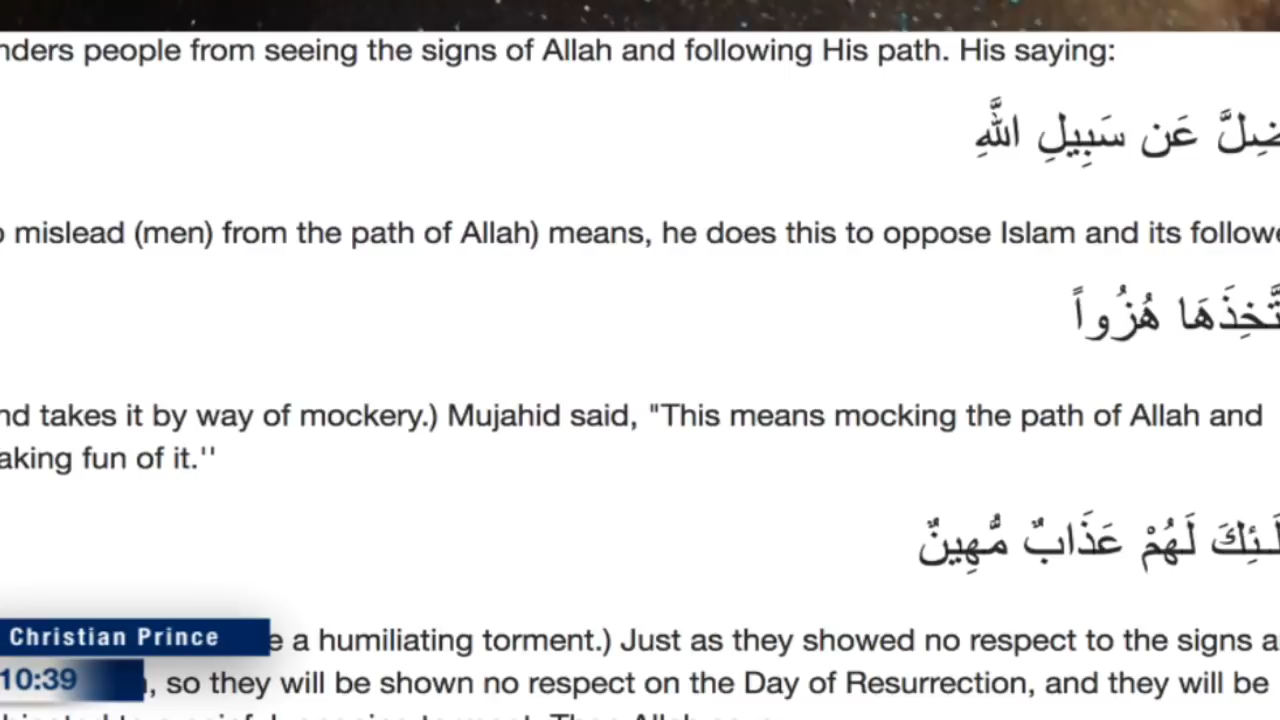 nders people from seeing the signs of Allah and following His path. His saying:
ضِلَّ عَن سَبِيلِ اللَّهِ
mislead (men) from the path of Allah) means, he does this to oppose Islam and its followe
تَّخِذَهَا هُزُواً
nd takes it by way of mockery.) Mujahid said, "This means mocking the path of Allah and
aking fun of it.''
لَـئِكَ لَهُمْ عَذَابٌ مُّهِينٌ
e a humiliating torment.) Just as they showed no respect to the signs a
, so they will be shown no respect on the Day of Resurrection, and they will be
Christian Prince
10:39